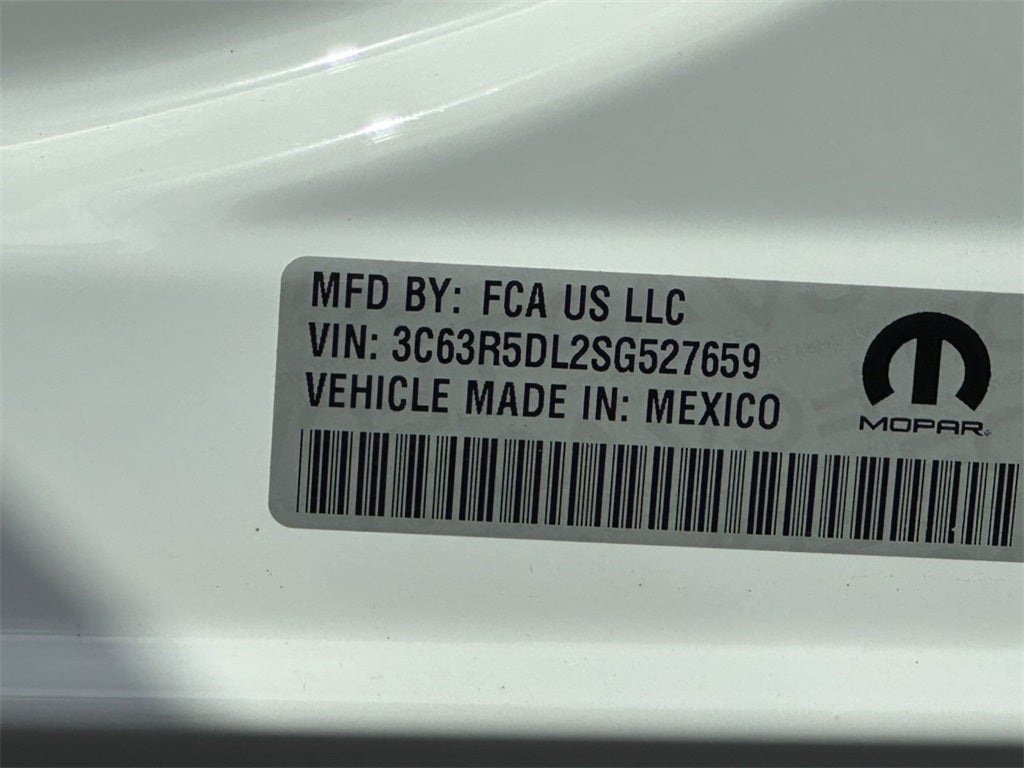 MFD BY: FCA US LLC
VIN: 3C63R5DL2SG527659
VEHICLE MADE IN: MEXICO
MOPAR